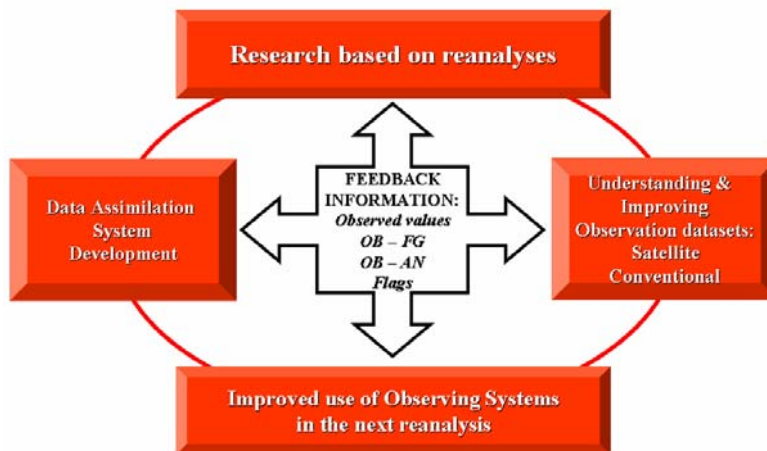 Research based on reanalyses
FEEDBACK
INFORMATION:
Observed values
OB – FG
OB – AN
Flags
Data Assimilation
System
Development
Understanding &
Improving
Observation datasets:
Satellite
Conventional
Improved use of Observing Systems
in the next reanalysis